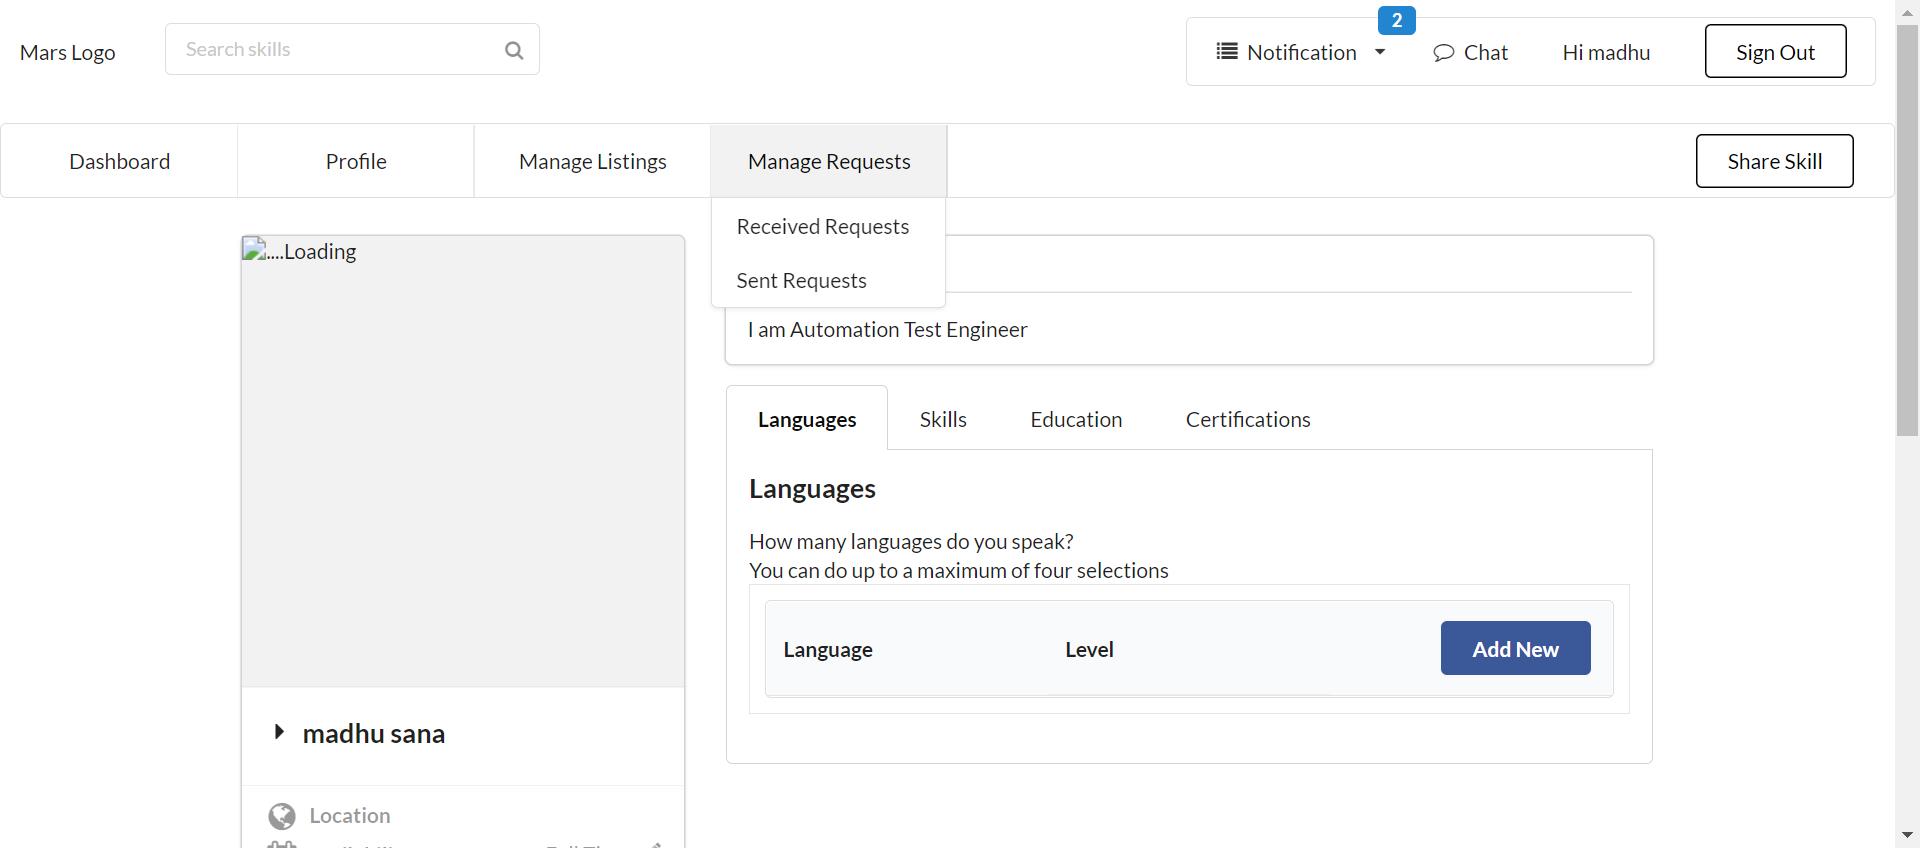 Mars Logo
Search skills
Notification
2
Chat
Hi madhu
Sign Out
Dashboard
Profile
Manage Listings
Manage Requests
Share Skill
Received Requests
Sent Requests
....Loading
I am Automation Test Engineer
Languages
Skills
Education
Certifications
Languages
How many languages do you speak?
You can do up to a maximum of four selections
Language
Level
Add New
madhu sana
Location